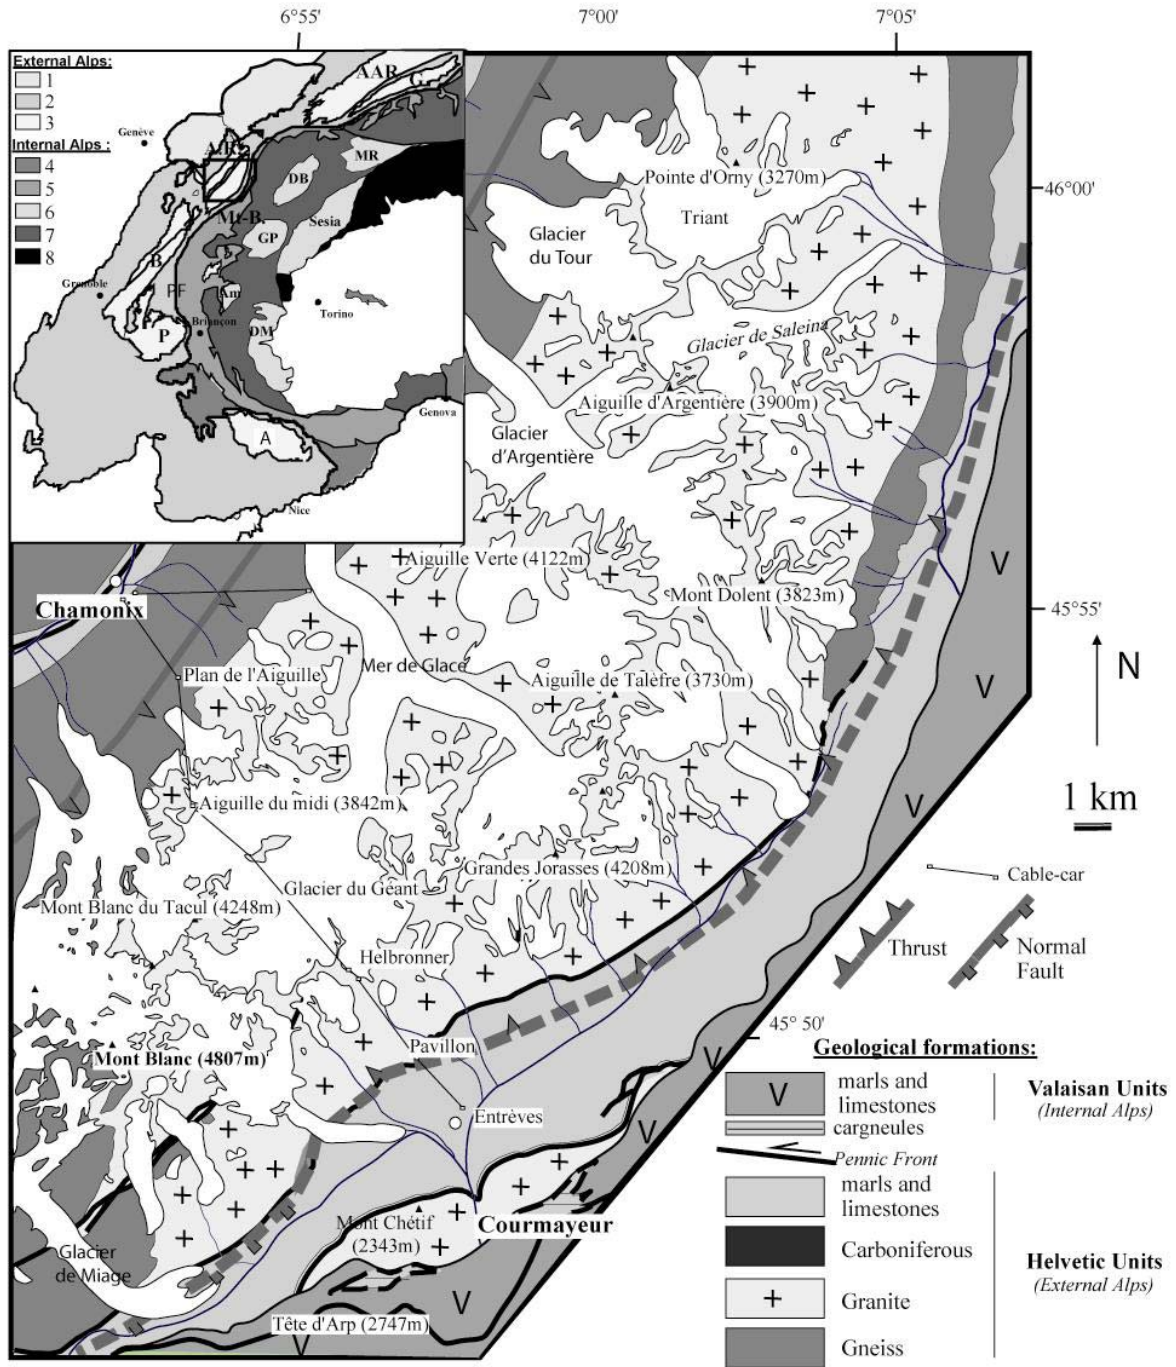 6°55'
7°00'
7°05'
External Alps:
1
2
3
Internal Alps :
4
5
6
7
8
AAR
G.
Genève
A.R.
MR
DB
Mt-B.
Sesia
GP
B
Grenoble
PF
Am
Torino
P
Briançon
DM
Genova
A
Nice
Pointe d'Orny (3270m)
46°00'
Triant
Glacier
du Tour
Glacier de Saleina
Aiguille d'Argentière (3900m)
Glacier
d'Argentière
Aiguille Verte (4122m)
V
Mont Dolent (3823m)
45°55'
Chamonix
Mer de Glace
Plan de l'Aiguille
Aiguille de Talèfre (3730m)
V
N
Aiguille du midi (3842m)
V
1 km
Grandes Jorasses (4208m)
Cable-car
Glacier du Géant
Mont Blanc du Tacul (4248m)
Thrust
Normal
Fault
Helbronner
45° 50'
Pavillon
Mont Blanc (4807m)
V
Geological formations:
V
marls and
limestones
Valaisan Units
(Internal Alps)
Entrèves
V
cargneules
Pennic Front
marls and
limestones
Mont Chétif
(2343m)
Courmayeur
Carboniferous
Glacier
de Miage
Helvetic Units
(External Alps)
+
Granite
V
Tête d'Arp (2747m)
V
Gneiss